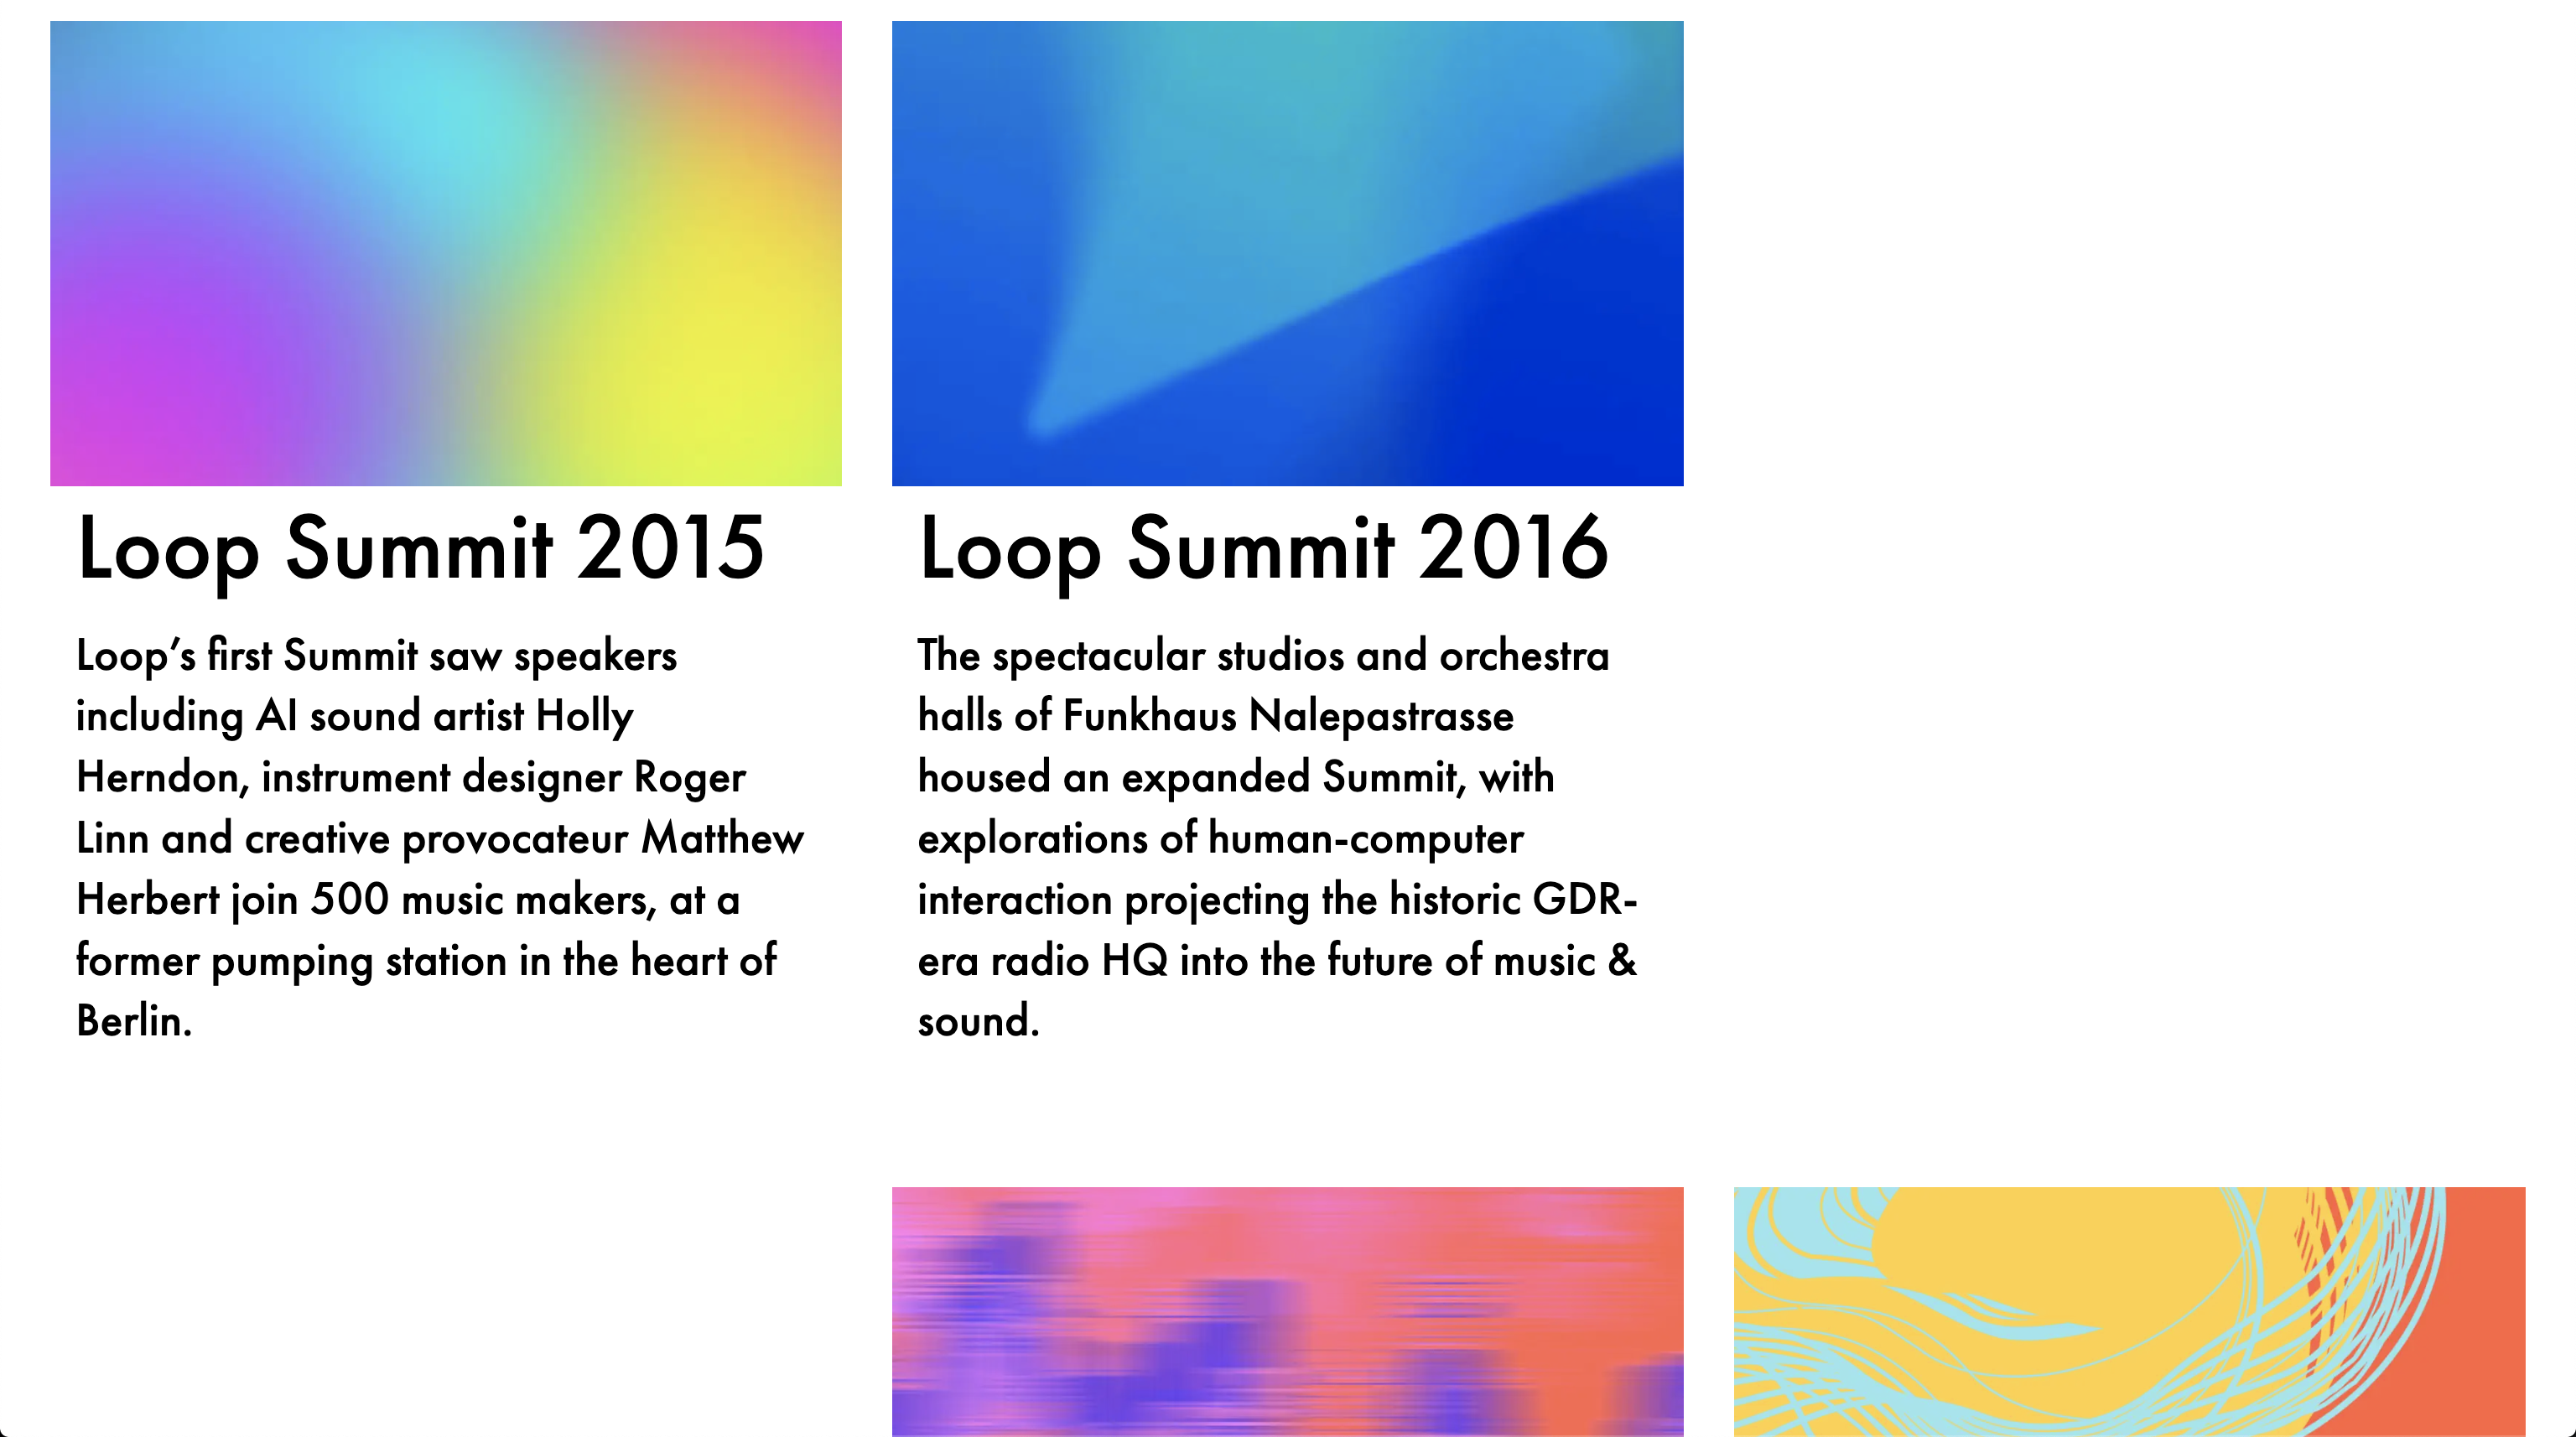 Loop Summit 2015
Loop’s first Summit saw speakers
including AI sound artist Holly
Herndon, instrument designer Roger
Linn and creative provocateur Matthew
Herbert join 500 music makers, at a
former pumping station in the heart of
Berlin.
Loop Summit 2016
The spectacular studios and orchestra
halls of Funkhaus Nalepastrasse
housed an expanded Summit, with
explorations of human-computer
interaction projecting the historic GDR-
era radio HQ into the future of music &
sound.